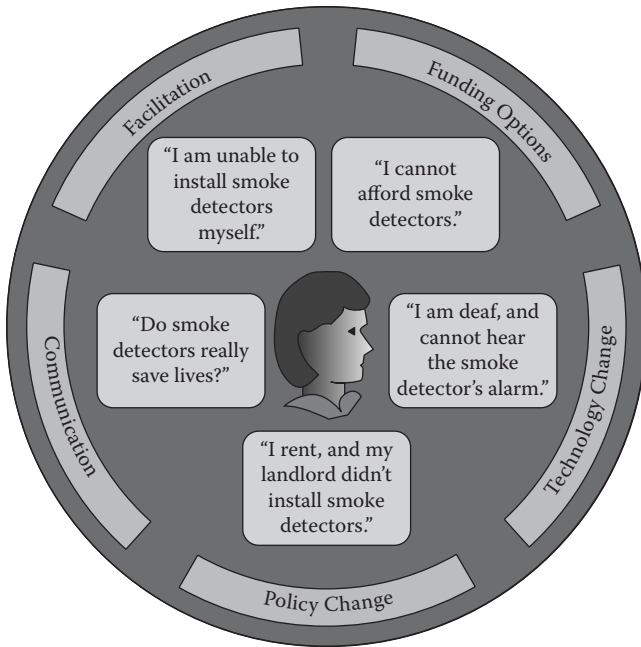 Facilitation
Funding Options
“I am unable to
install smoke
detectors
myself.”
“I cannot
afford smoke
detectors.”
Communication
“Do smoke
detectors really
save lives?”
“I am deaf, and
cannot hear
the smoke
detector’s alarm.”
Technology Change
“I rent, and my
landlord didn’t
install smoke
detectors.”
Policy Change